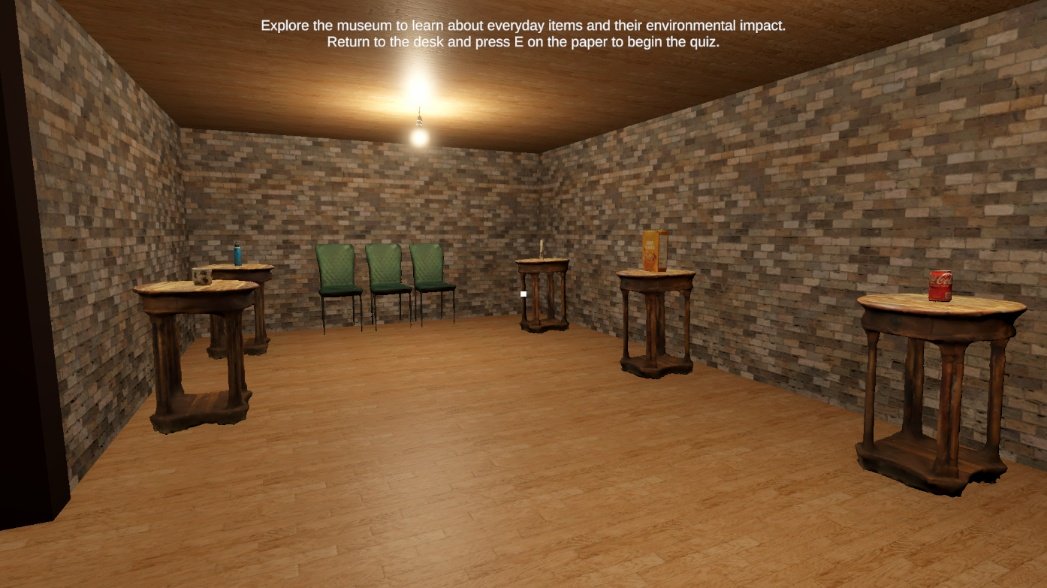 Explore the museum to learn about everyday items and their environmental impact.
Return to the desk and press E on the paper to begin the quiz.